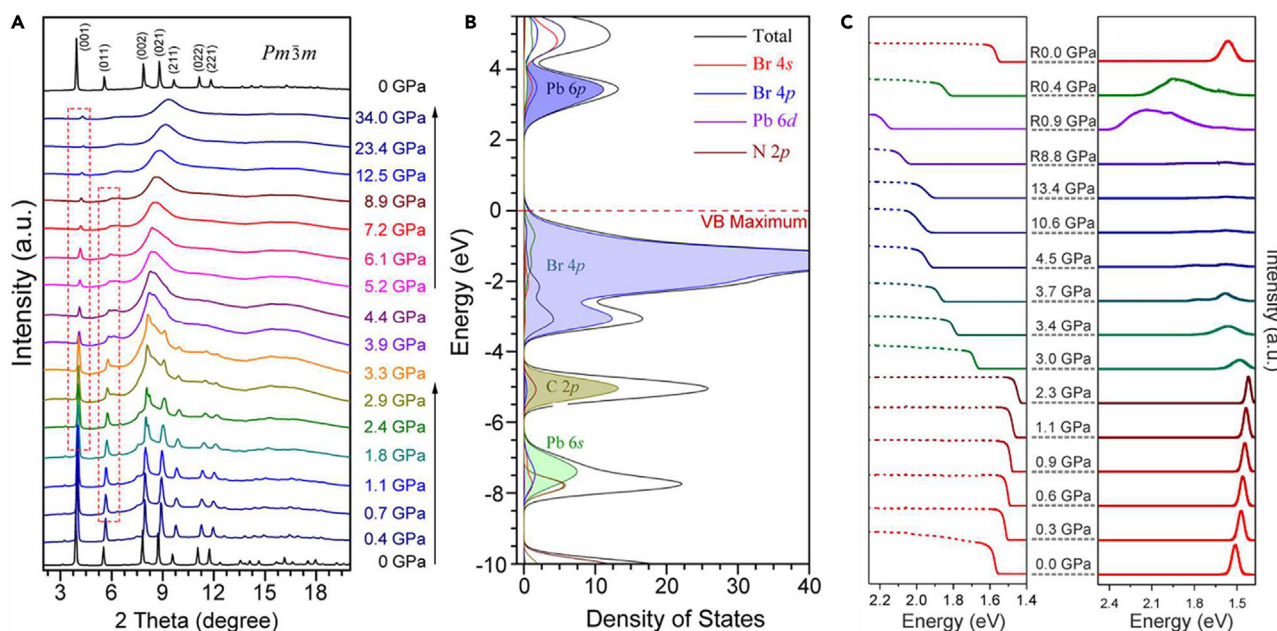 A
Pm3̄m
(001)
(011)
(002)
(021)
(211)
(022)
(221)
0 GPa
34.0 GPa
23.4 GPa
12.5 GPa
8.9 GPa
7.2 GPa
6.1 GPa
5.2 GPa
4.4 GPa
3.9 GPa
3.3 GPa
2.9 GPa
2.4 GPa
1.8 GPa
1.1 GPa
0.7 GPa
0.4 GPa
0 GPa
Intensity (a.u.)
3 6 9 12 15 18
2 Theta (degree)
B
Total
Br 4s
Br 4p
Pb 6d
N 2p
Pb 6p
VB Maximum
Br 4p
C 2p
Pb 6s
4
2
0
-2
-4
-6
-8
-10
Energy (eV)
0 10 20 30 40
Density of States
C
R0.0 GPa
R0.4 GPa
R0.9 GPa
R8.8 GPa
13.4 GPa
10.6 GPa
4.5 GPa
3.7 GPa
3.4 GPa
3.0 GPa
2.3 GPa
1.1 GPa
0.9 GPa
0.6 GPa
0.3 GPa
0.0 GPa
2.2 2.0 1.8 1.6 1.4
Energy (eV)
2.4 2.1 1.8 1.5
Energy (eV)
Intensity (a.u.)